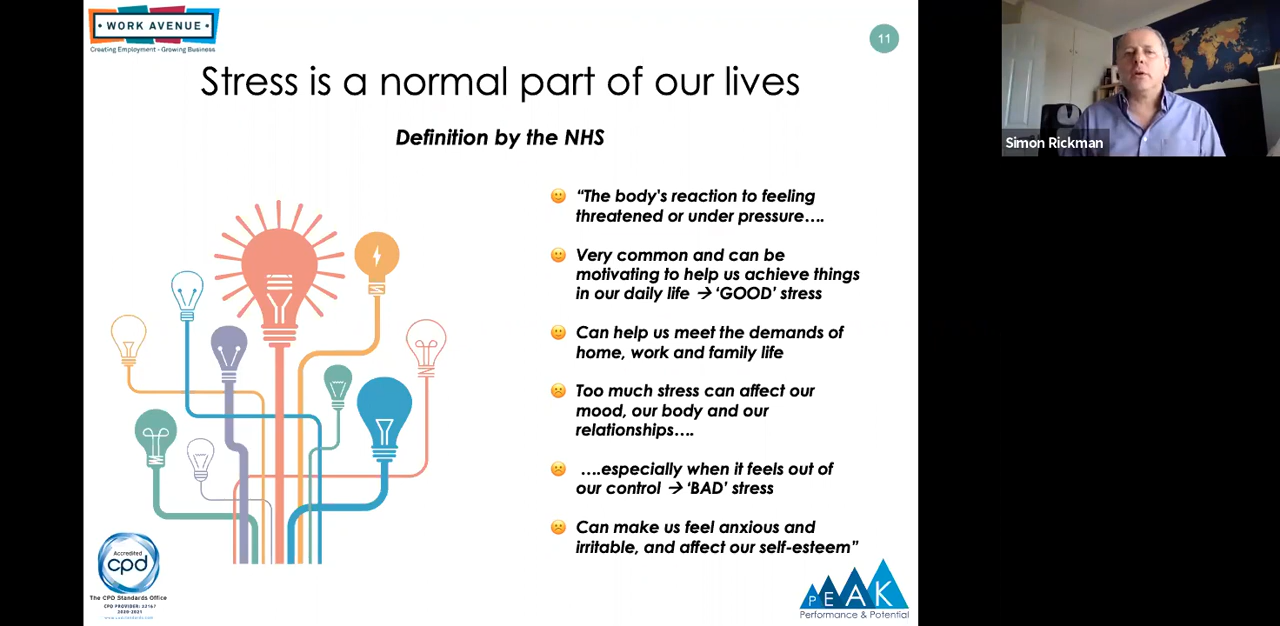 • WORK AVENUE •
Creating Employment - Growing Business
11
Stress is a normal part of our lives
Definition by the NHS
“The body's reaction to feeling
threatened or under pressure….
Very common and can be
motivating to help us achieve things
in our daily life → ‘GOOD’ stress
Can help us meet the demands of
home, work and family life
Too much stress can affect our
mood, our body and our
relationships….
….especially when it feels out of
our control → ‘BAD’ stress
Can make us feel anxious and
irritable, and affect our self-esteem”
Accredited
cpd
The CPD Standards Office
CPD PROVIDER: 22167
2020-2021
PEAK
Performance & Potential
Simon Rickman